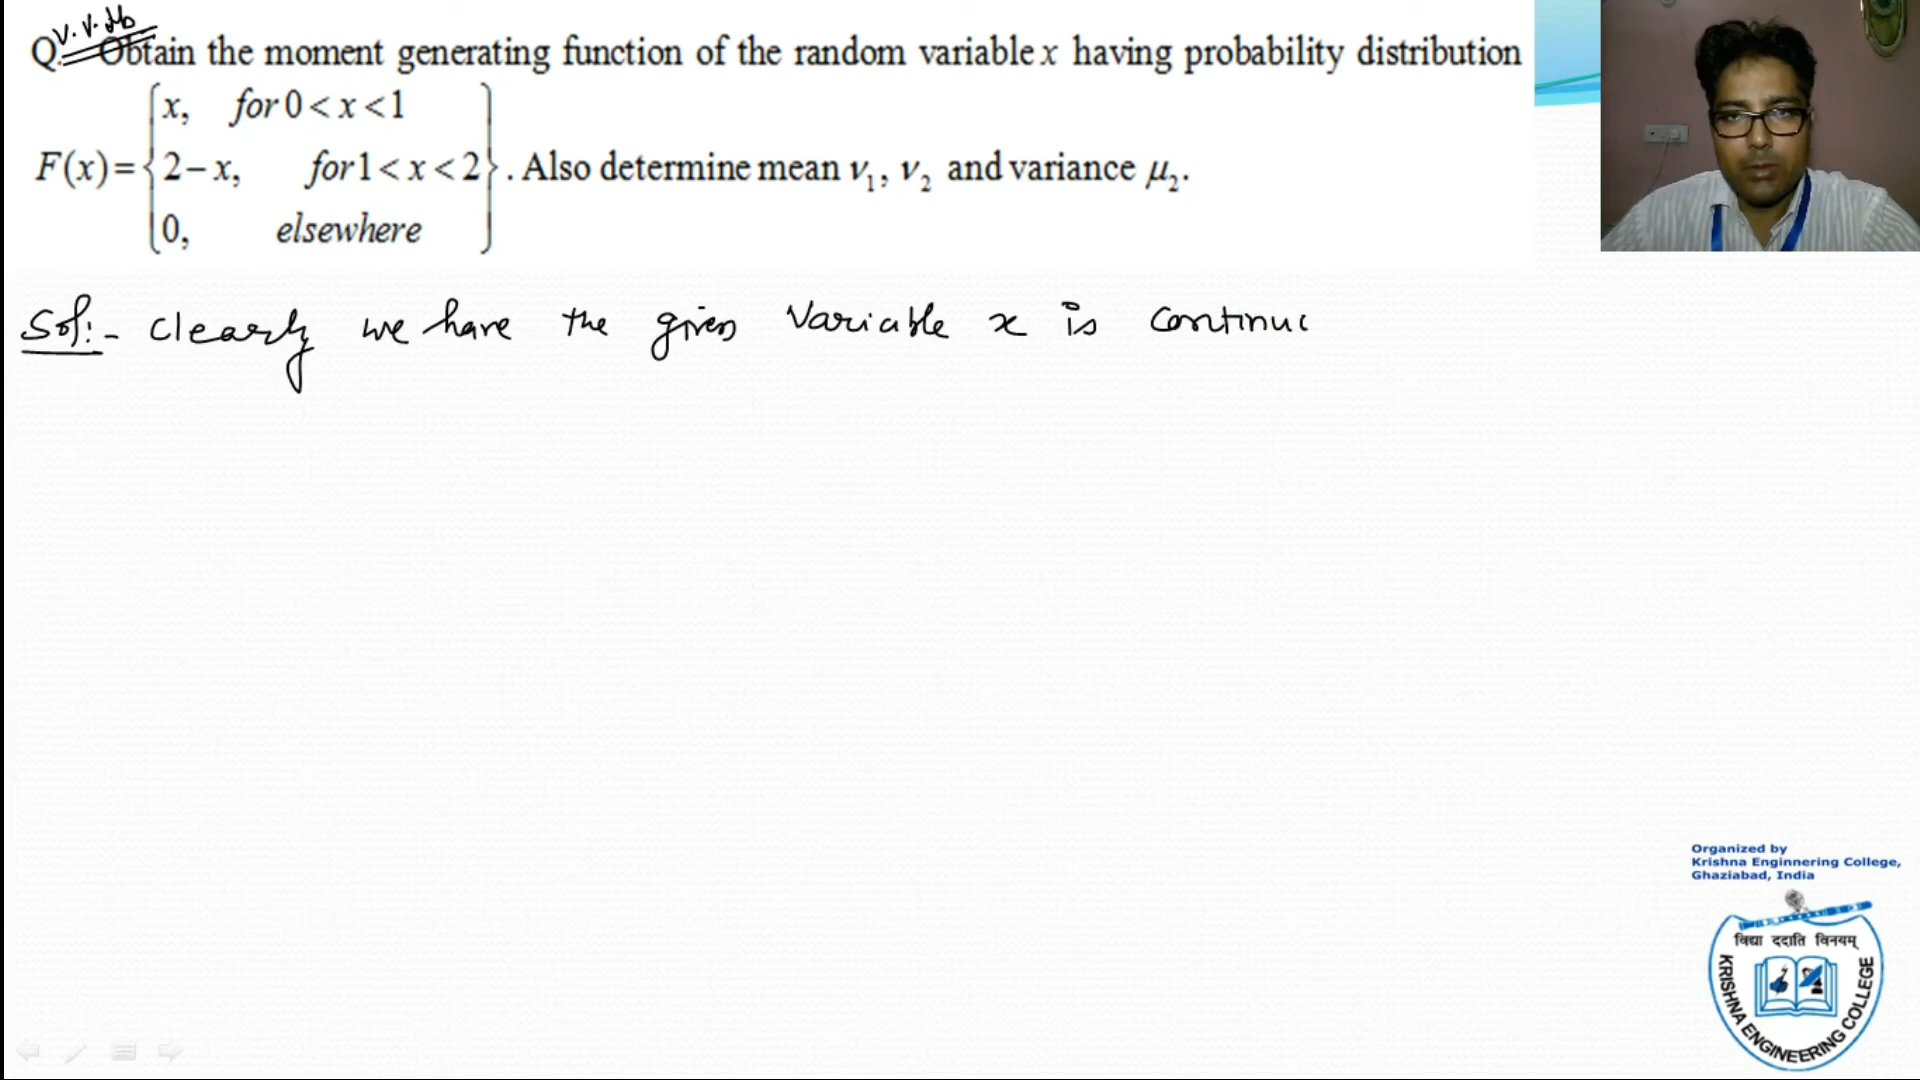 V. V. Ib
Q. Obtain the moment generating function of the random variable x having probability distribution
F(x) = { x, for 0 < x < 1
2 − x, for 1 < x < 2 } . Also determine mean ν₁, ν₂ and variance μ₂.
0, elsewhere
Sol:- Clearly we have the given Variable x is continu
Organized by
Krishna Enginnering College,
Ghaziabad, India
विद्या ददाति विनयम्
KRISHNA ENGINEERING COLLEGE